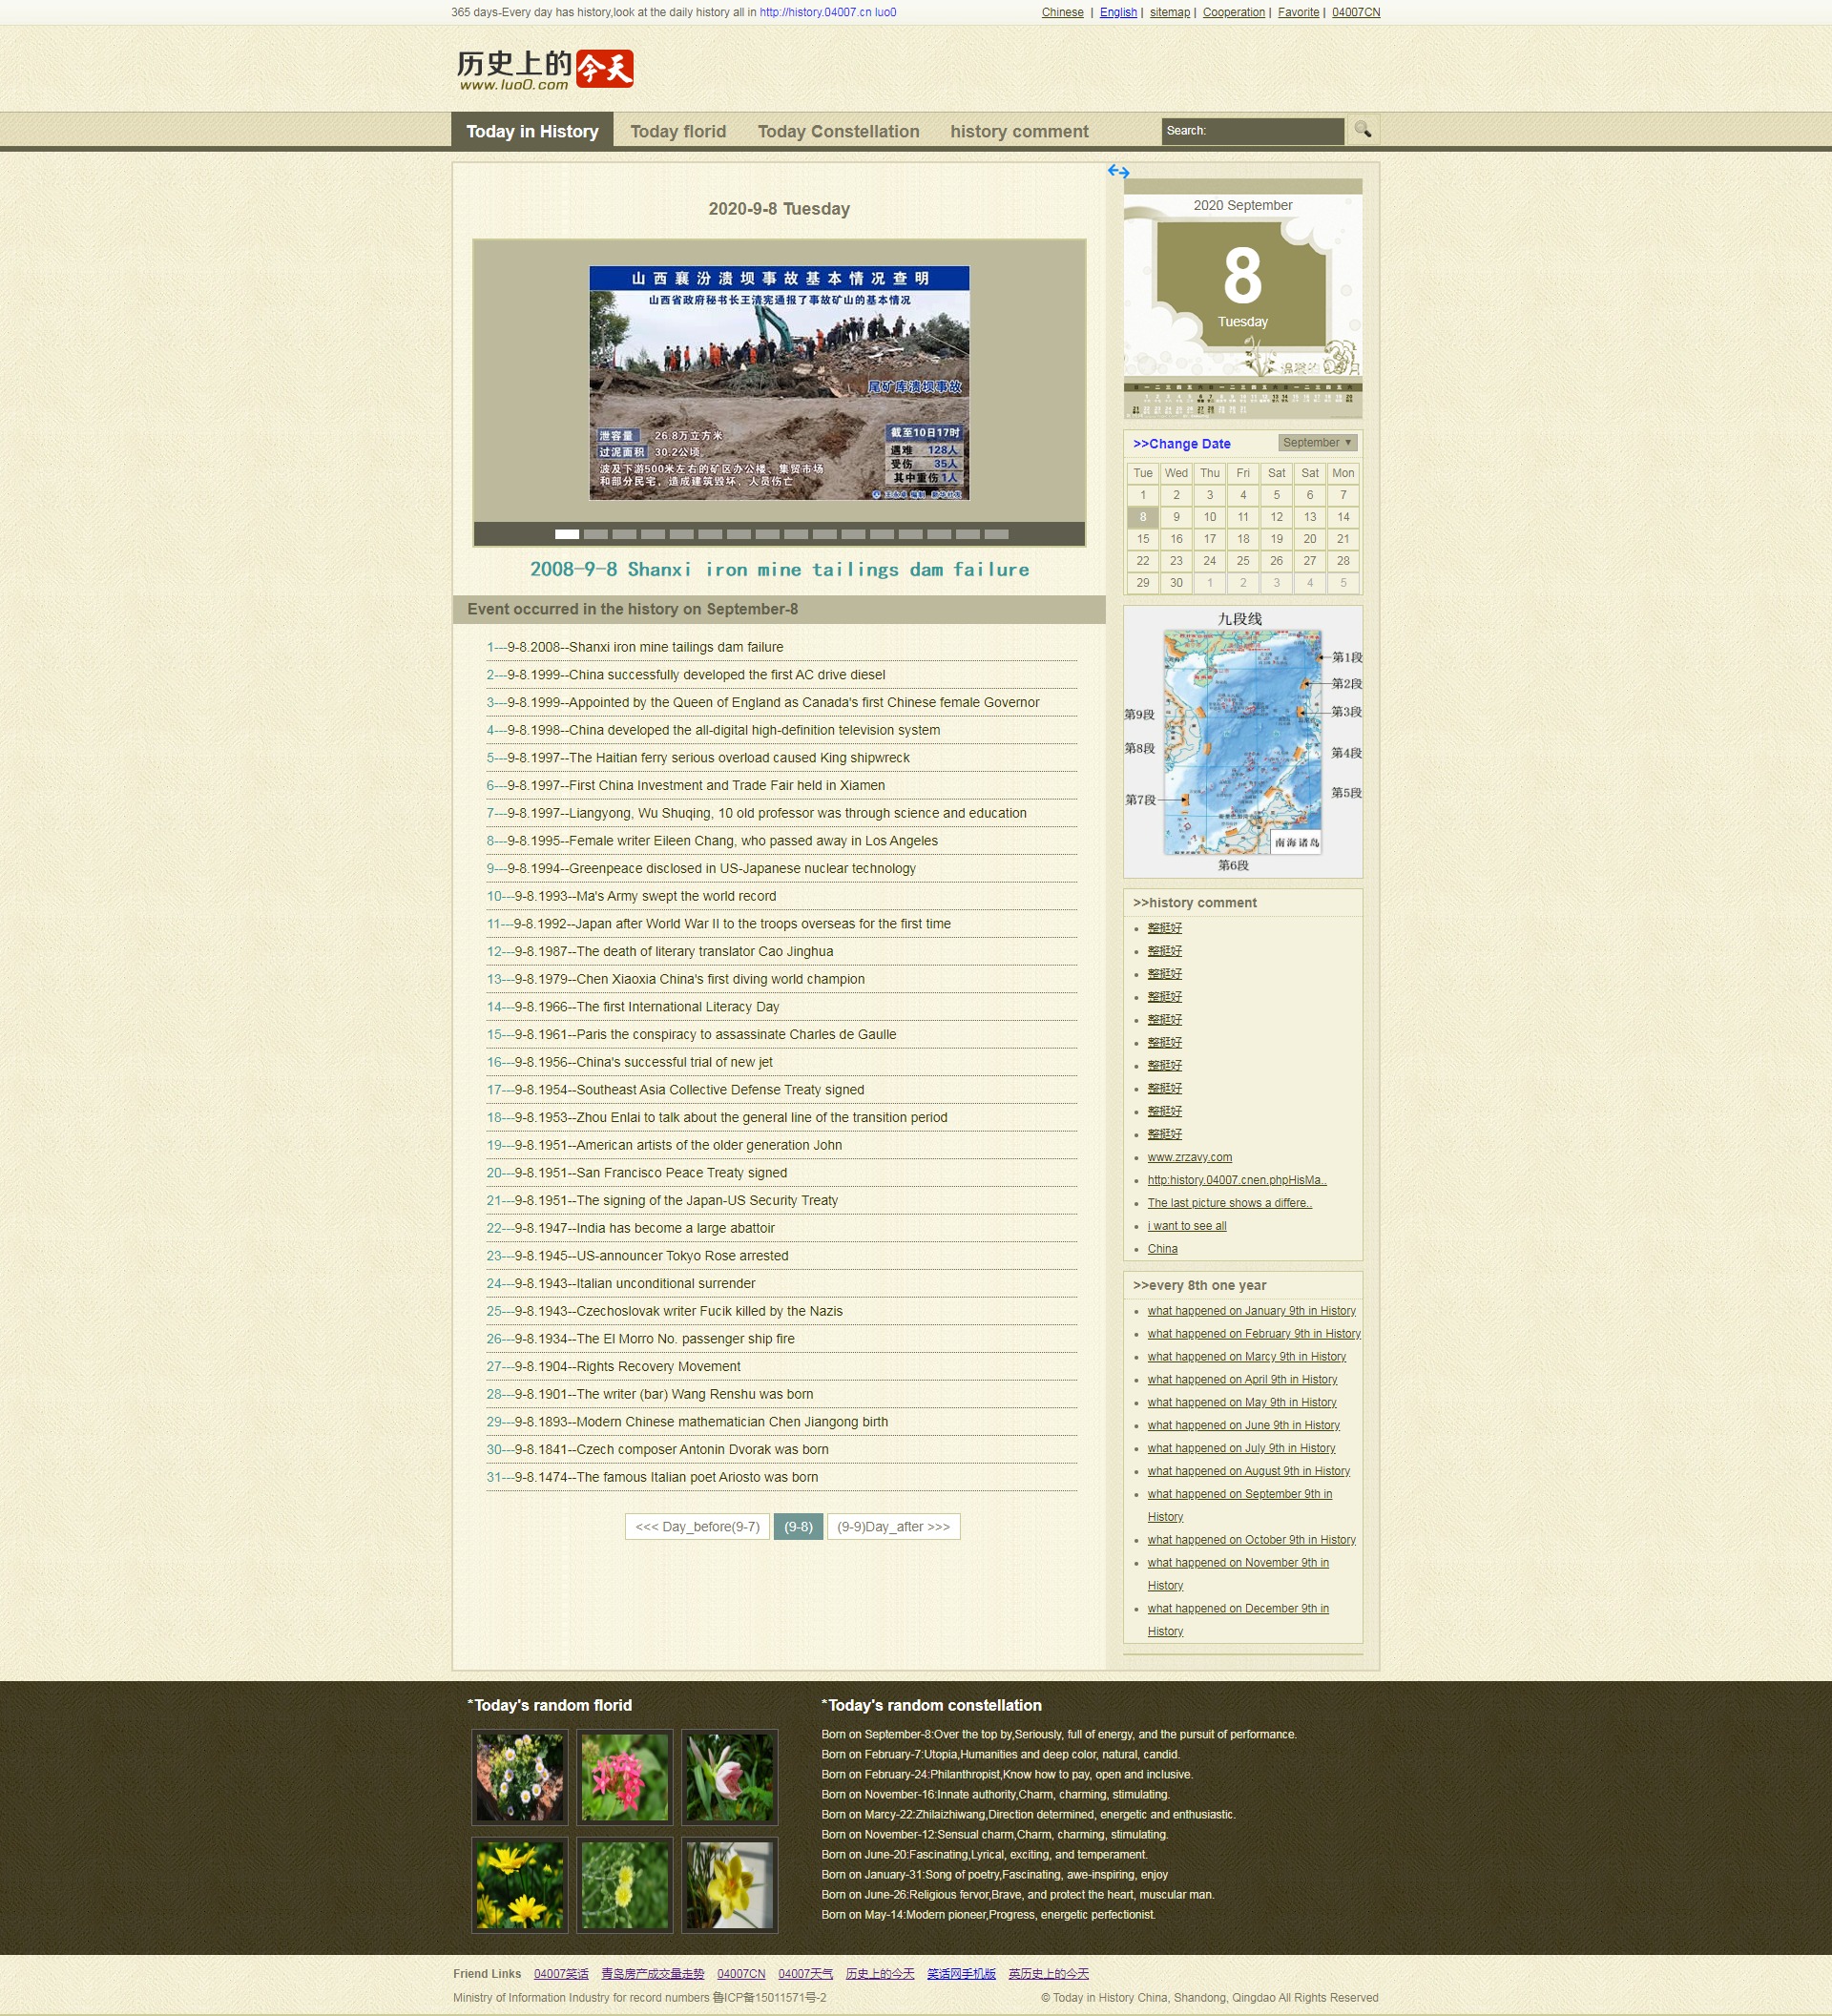 365 days-Every day has history,look at the daily history all in http://history.04007.cn luo0
Chinese | English | sitemap | Cooperation | Favorite | 04007CN
历史上的今天
www.luo0.com
Today in History
Today florid
Today Constellation
history comment
Search:
2020-9-8 Tuesday
山西襄汾溃坝事故基本情况查明
山西省政府秘书长王清宪通报了事故矿山的基本情况
尾矿库溃坝事故
泄容量 26.8万立方米
过泥面积 30.2公顷
波及下游500米左右的矿区办公楼、集贸市场
和部分民宅，造成建筑毁坏，人员伤亡
截至10日17时
遇难 128人
受伤 35人
其中重伤 1人
2008-9-8 Shanxi iron mine tailings dam failure
Event occurred in the history on September-8
1---9-8.2008--Shanxi iron mine tailings dam failure
2---9-8.1999--China successfully developed the first AC drive diesel
3---9-8.1999--Appointed by the Queen of England as Canada's first Chinese female Governor
4---9-8.1998--China developed the all-digital high-definition television system
5---9-8.1997--The Haitian ferry serious overload caused King shipwreck
6---9-8.1997--First China Investment and Trade Fair held in Xiamen
7---9-8.1997--Liangyong, Wu Shuqing, 10 old professor was through science and education
8---9-8.1995--Female writer Eileen Chang, who passed away in Los Angeles
9---9-8.1994--Greenpeace disclosed in US-Japanese nuclear technology
10---9-8.1993--Ma's Army swept the world record
11---9-8.1992--Japan after World War II to the troops overseas for the first time
12---9-8.1987--The death of literary translator Cao Jinghua
13---9-8.1979--Chen Xiaoxia China's first diving world champion
14---9-8.1966--The first International Literacy Day
15---9-8.1961--Paris the conspiracy to assassinate Charles de Gaulle
16---9-8.1956--China's successful trial of new jet
17---9-8.1954--Southeast Asia Collective Defense Treaty signed
18---9-8.1953--Zhou Enlai to talk about the general line of the transition period
19---9-8.1951--American artists of the older generation John
20---9-8.1951--San Francisco Peace Treaty signed
21---9-8.1951--The signing of the Japan-US Security Treaty
22---9-8.1947--India has become a large abattoir
23---9-8.1945--US-announcer Tokyo Rose arrested
24---9-8.1943--Italian unconditional surrender
25---9-8.1943--Czechoslovak writer Fucik killed by the Nazis
26---9-8.1934--The El Morro No. passenger ship fire
27---9-8.1904--Rights Recovery Movement
28---9-8.1901--The writer (bar) Wang Renshu was born
29---9-8.1893--Modern Chinese mathematician Chen Jiangong birth
30---9-8.1841--Czech composer Antonin Dvorak was born
31---9-8.1474--The famous Italian poet Ariosto was born
<<< Day_before(9-7) (9-8) (9-9)Day_after >>>
2020 September
8
Tuesday
>>Change Date September ▼
Tue Wed Thu Fri Sat Sat Mon
1 2 3 4 5 6 7
8 9 10 11 12 13 14
15 16 17 18 19 20 21
22 23 24 25 26 27 28
29 30 1 2 3 4 5
九段线
第1段
第2段
第3段
第9段
第8段
第4段
第5段
第7段
南海诸岛
第6段
>>history comment
整挺好
整挺好
整挺好
整挺好
整挺好
整挺好
整挺好
整挺好
整挺好
整挺好
www.zrzavy.com
http:history.04007.cnen.phpHisMa..
The last picture shows a differe..
i want to see all
China
>>every 8th one year
what happened on January 9th in History
what happened on February 9th in History
what happened on Marcy 9th in History
what happened on April 9th in History
what happened on May 9th in History
what happened on June 9th in History
what happened on July 9th in History
what happened on August 9th in History
what happened on September 9th in
History
what happened on October 9th in History
what happened on November 9th in
History
what happened on December 9th in
History
*Today's random florid
*Today's random constellation
Born on September-8:Over the top by,Seriously, full of energy, and the pursuit of performance.
Born on February-7:Utopia,Humanities and deep color, natural, candid.
Born on February-24:Philanthropist,Know how to pay, open and inclusive.
Born on November-16:Innate authority,Charm, charming, stimulating.
Born on Marcy-22:Zhilaizhiwang,Direction determined, energetic and enthusiastic.
Born on November-12:Sensual charm,Charm, charming, stimulating.
Born on June-20:Fascinating,Lyrical, exciting, and temperament.
Born on January-31:Song of poetry,Fascinating, awe-inspiring, enjoy
Born on June-26:Religious fervor,Brave, and protect the heart, muscular man.
Born on May-14:Modern pioneer,Progress, energetic perfectionist.
Friend Links 04007笑话 青岛房产成交量走势 04007CN 04007天气 历史上的今天 笑话网手机版 英历史上的今天
Ministry of Information Industry for record numbers 鲁ICP备15011571号-2
© Today in History China, Shandong, Qingdao All Rights Reserved